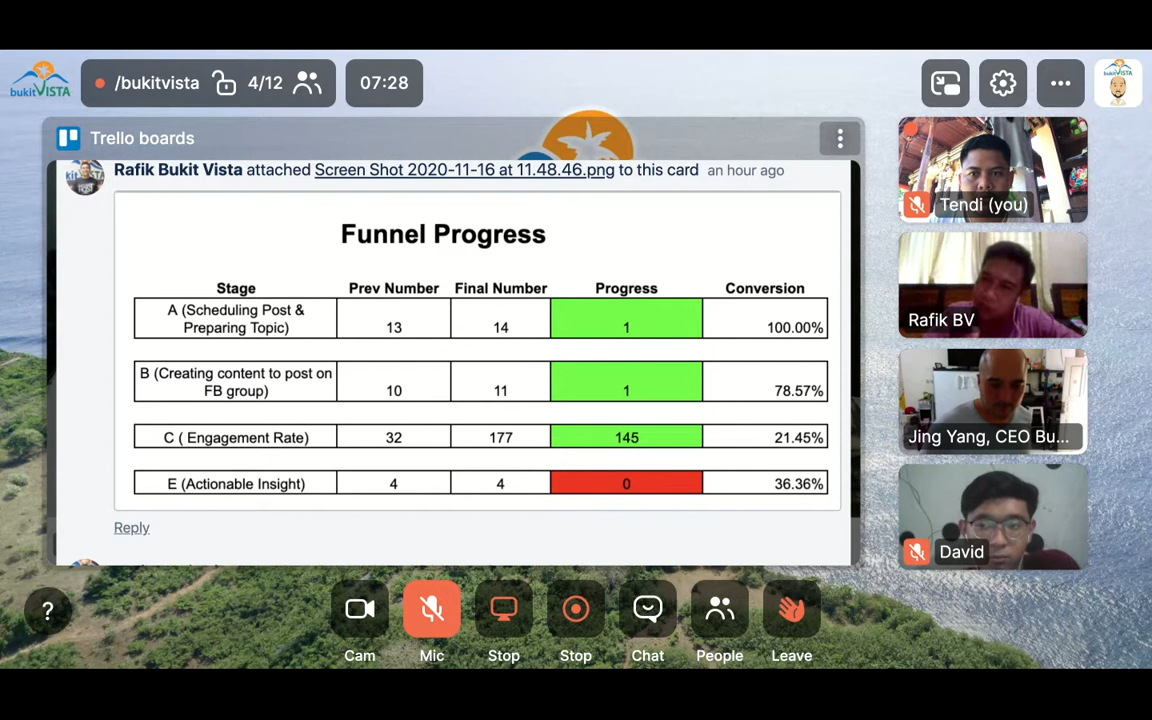 bukitVISTA
/bukitvista 4/12 07:28
bukitVISTA
Trello boards
Rafik Bukit Vista attached Screen Shot 2020-11-16 at 11.48.46.png to this card an hour ago
Funnel Progress
Stage Prev Number Final Number Progress Conversion
A (Scheduling Post &
Preparing Topic) 13 14 1 100.00%
B (Creating content to post on
FB group) 10 11 1 78.57%
C ( Engagement Rate) 32 177 145 21.45%
E (Actionable Insight) 4 4 0 36.36%
Reply
Tendi (you)
Rafik BV
Jing Yang, CEO Bu...
David
?
Cam Mic Stop Stop Chat People Leave